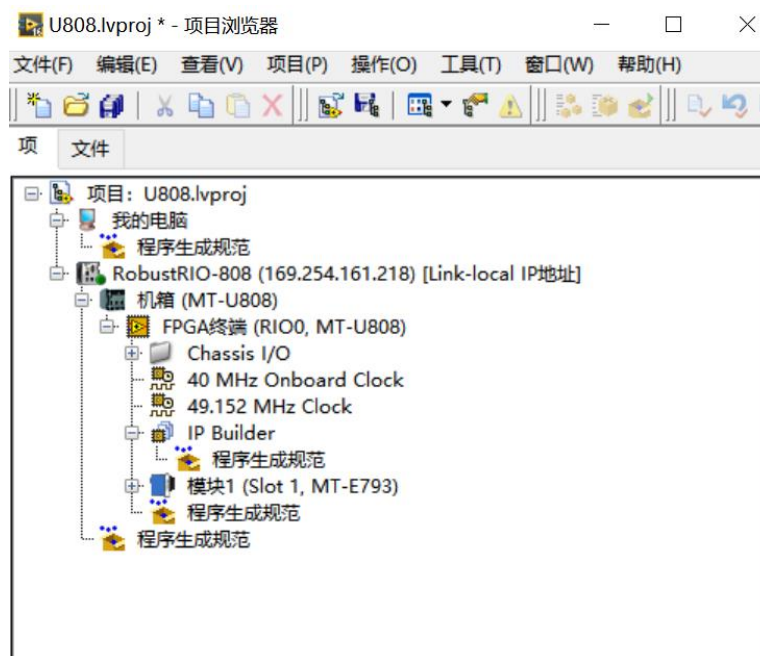 U808.lvproj * - 项目浏览器
文件(F) 编辑(E) 查看(V) 项目(P) 操作(O) 工具(T) 窗口(W) 帮助(H)
项 文件
项目: U808.lvproj
我的电脑
程序生成规范
RobustRIO-808 (169.254.161.218) [Link-local IP地址]
机箱 (MT-U808)
FPGA终端 (RIO0, MT-U808)
Chassis I/O
40 MHz Onboard Clock
49.152 MHz Clock
IP Builder
程序生成规范
模块1 (Slot 1, MT-E793)
程序生成规范
程序生成规范